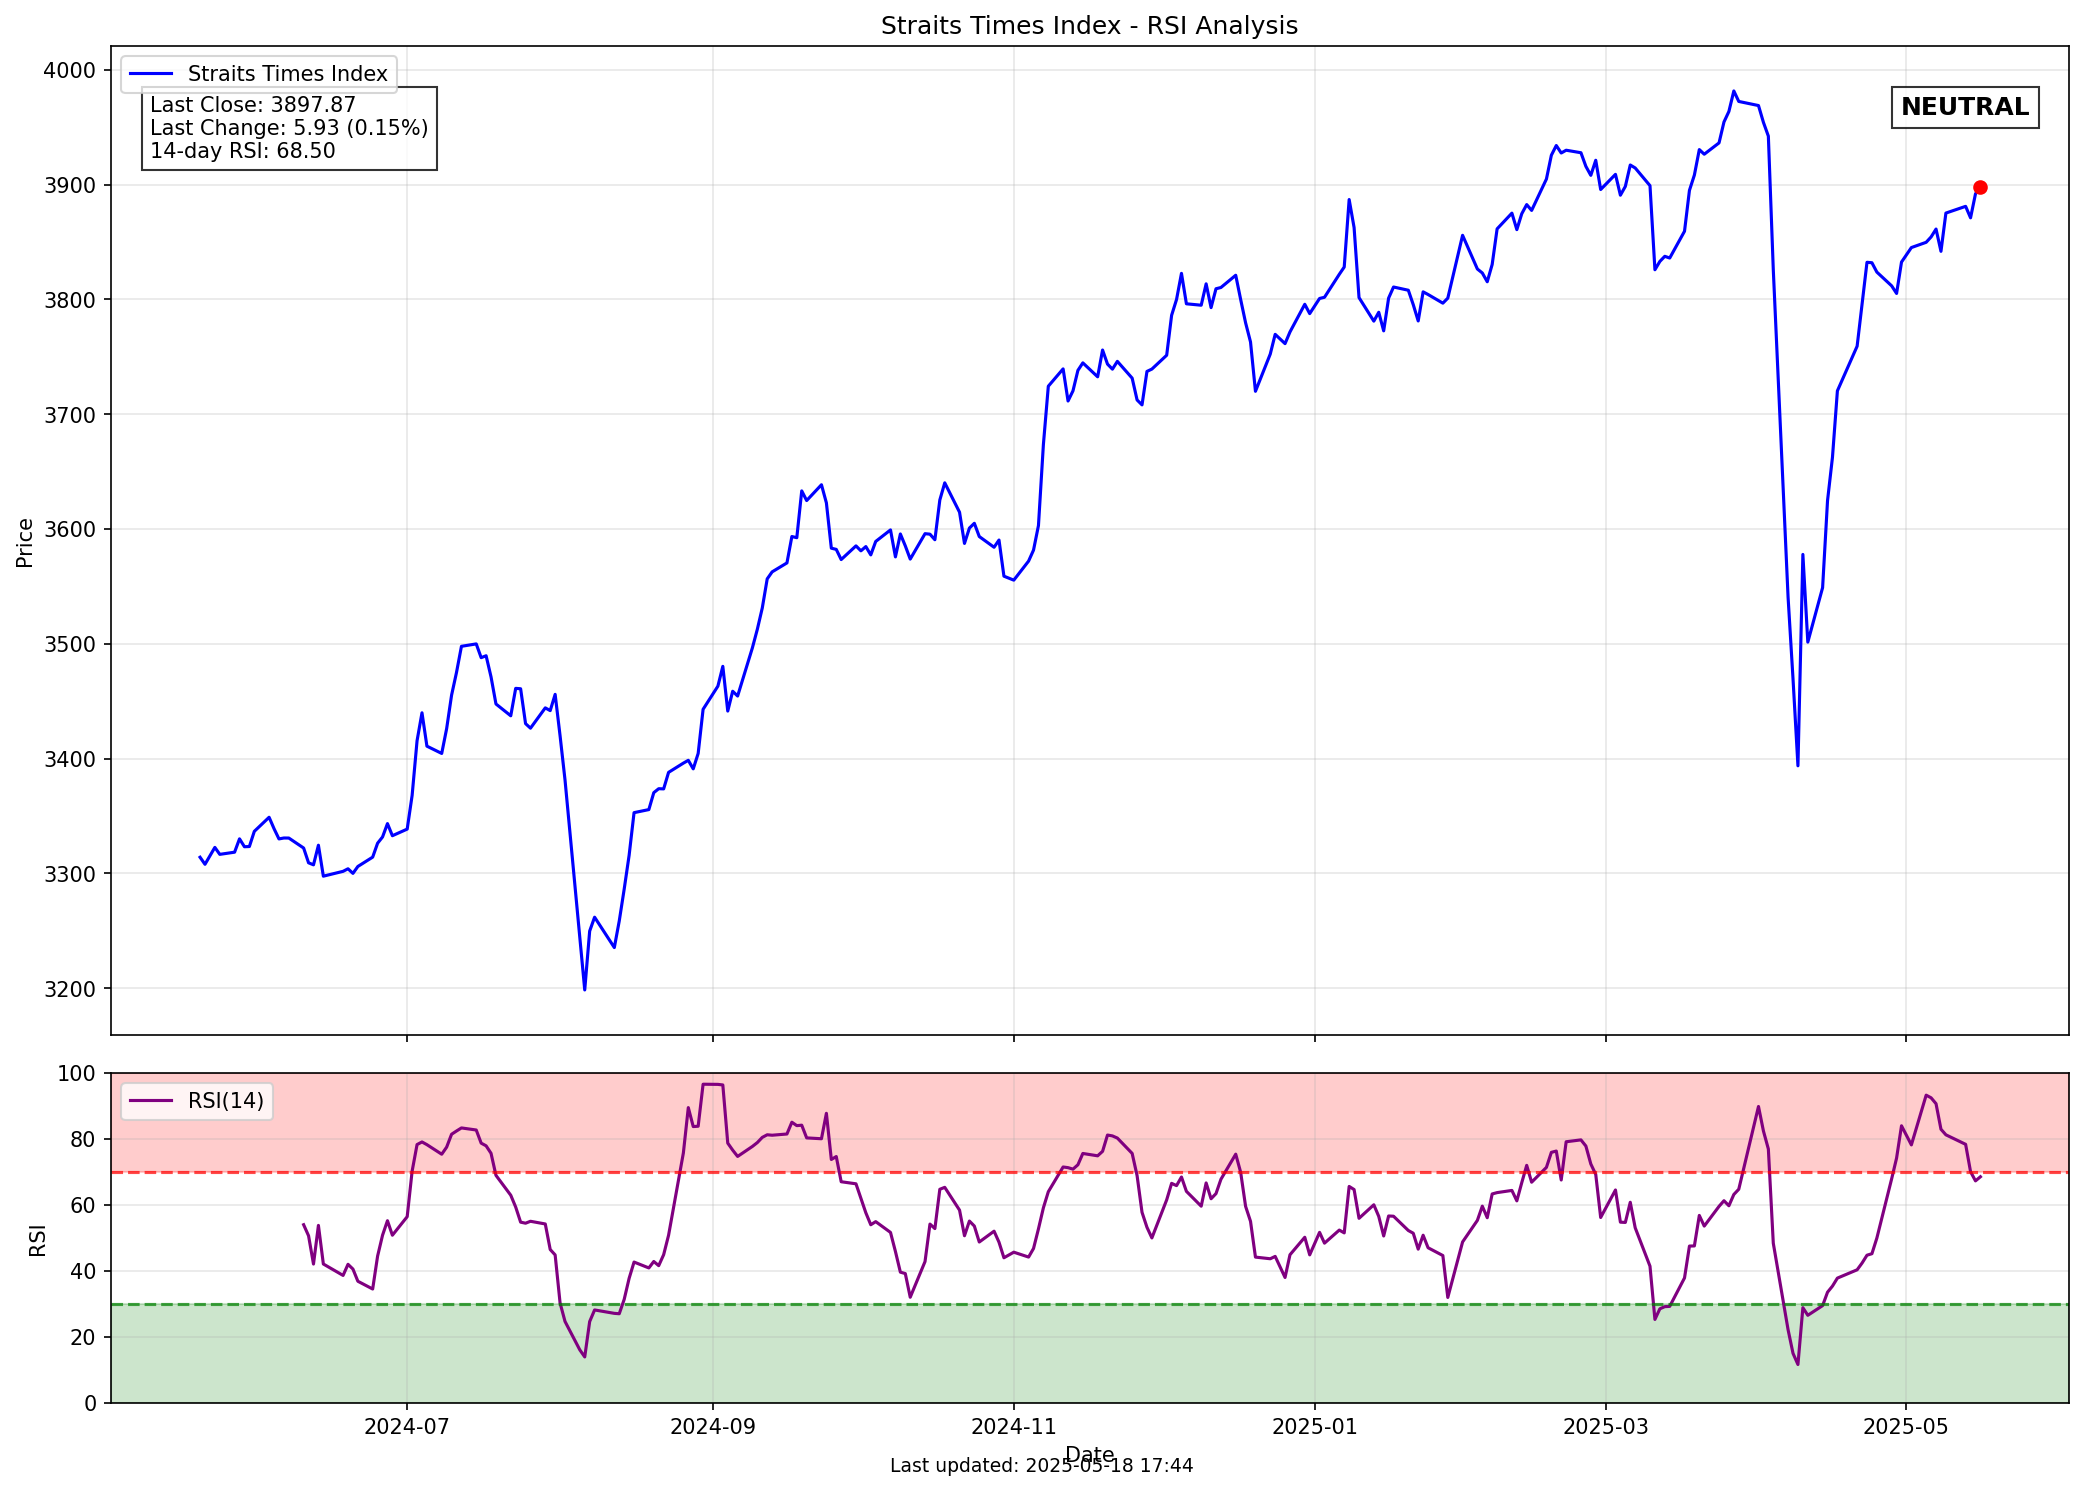 Straits Times Index - RSI Analysis
Straits Times Index
Last Close: 3897.87
Last Change: 5.93 (0.15%)
14-day RSI: 68.50
NEUTRAL
Price
4000
3900
3800
3700
3600
3500
3400
3300
3200
RSI(14)
RSI
100
80
60
40
20
0
2024-07
2024-09
2024-11
2025-01
2025-03
2025-05
Date
Last updated: 2025-05-18 17:44